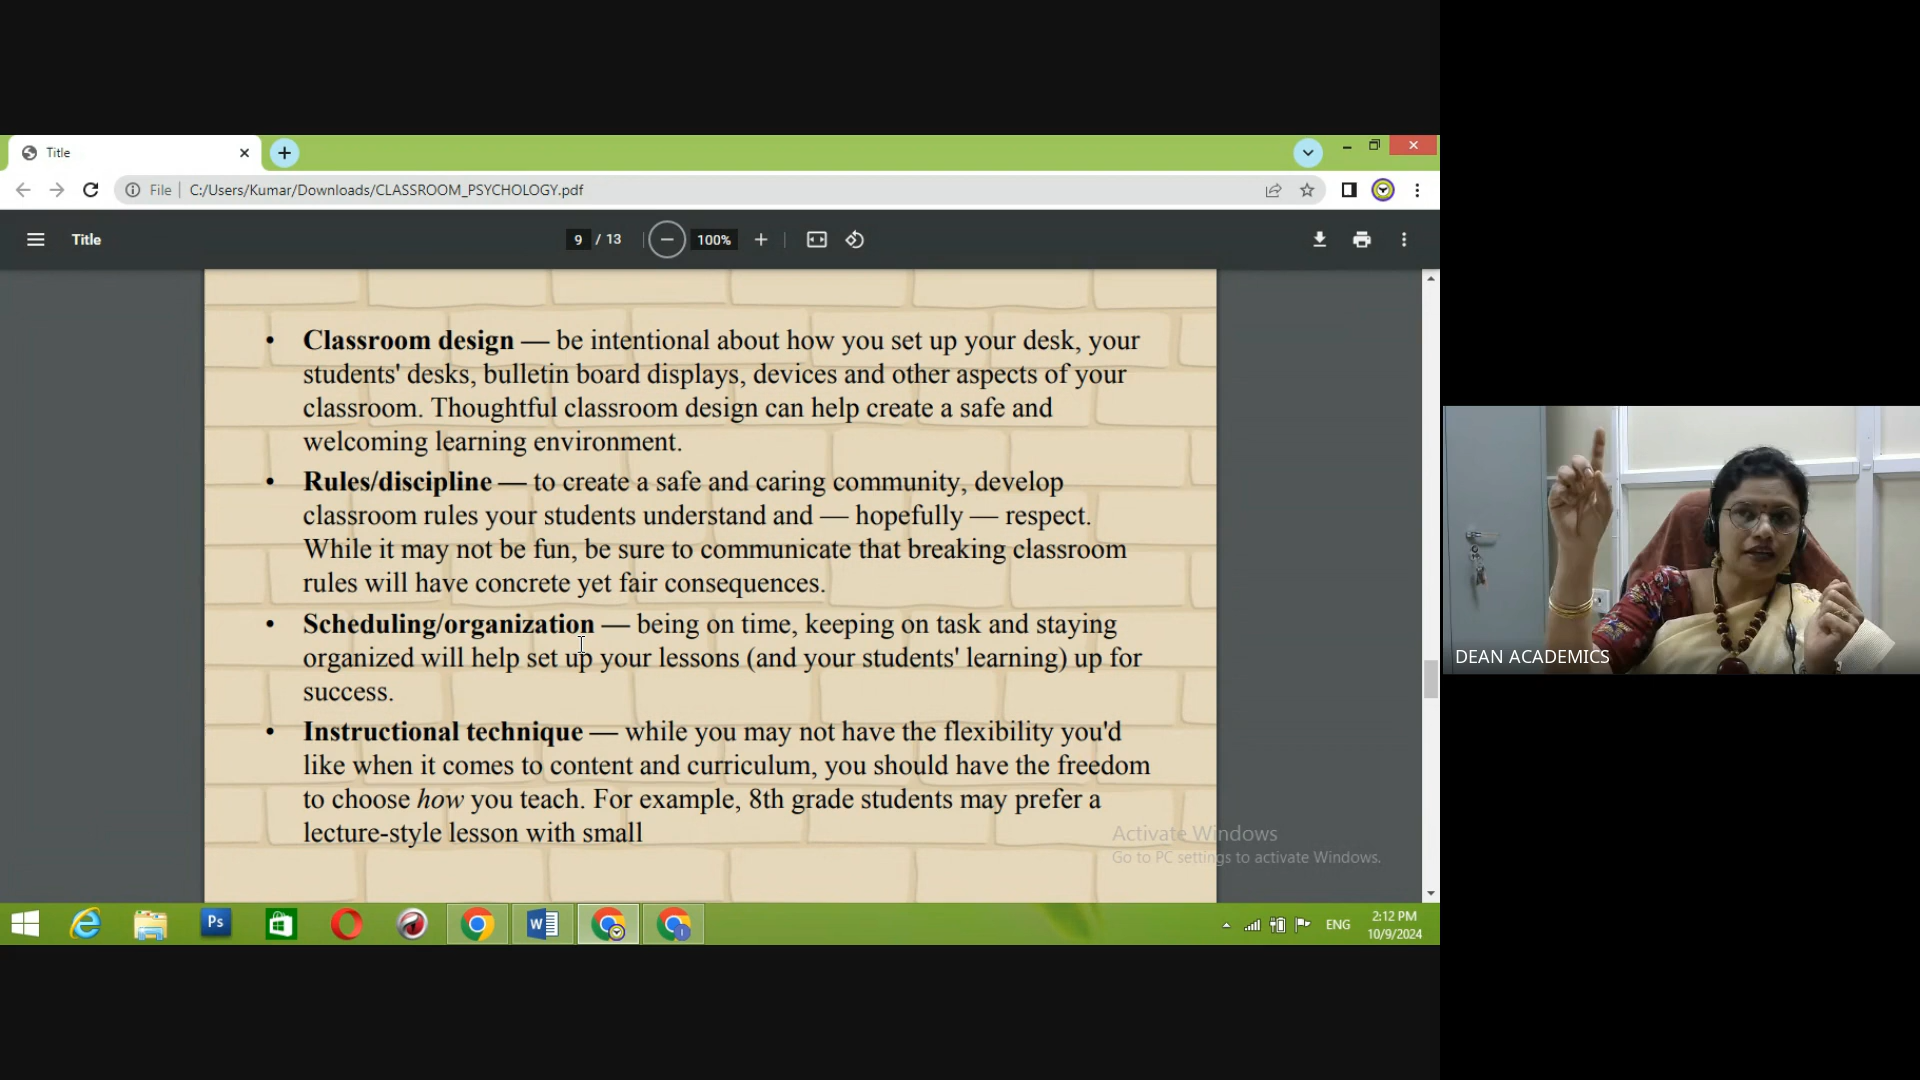 Title
File
C:/Users/Kumar/Downloads/CLASSROOM_PSYCHOLOGY.pdf
Title
9 / 13
100%
• Classroom design — be intentional about how you set up your desk, your
students' desks, bulletin board displays, devices and other aspects of your
classroom. Thoughtful classroom design can help create a safe and
welcoming learning environment.
• Rules/discipline — to create a safe and caring community, develop
classroom rules your students understand and — hopefully — respect.
While it may not be fun, be sure to communicate that breaking classroom
rules will have concrete yet fair consequences.
• Scheduling/organization — being on time, keeping on task and staying
organized will help set up your lessons (and your students' learning) up for
success.
• Instructional technique — while you may not have the flexibility you'd
like when it comes to content and curriculum, you should have the freedom
to choose how you teach. For example, 8th grade students may prefer a
lecture-style lesson with small
Activate Windows
Go to PC settings to activate Windows.
DEAN ACADEMICS
Ps
W
ENG
2:12 PM
10/9/2024